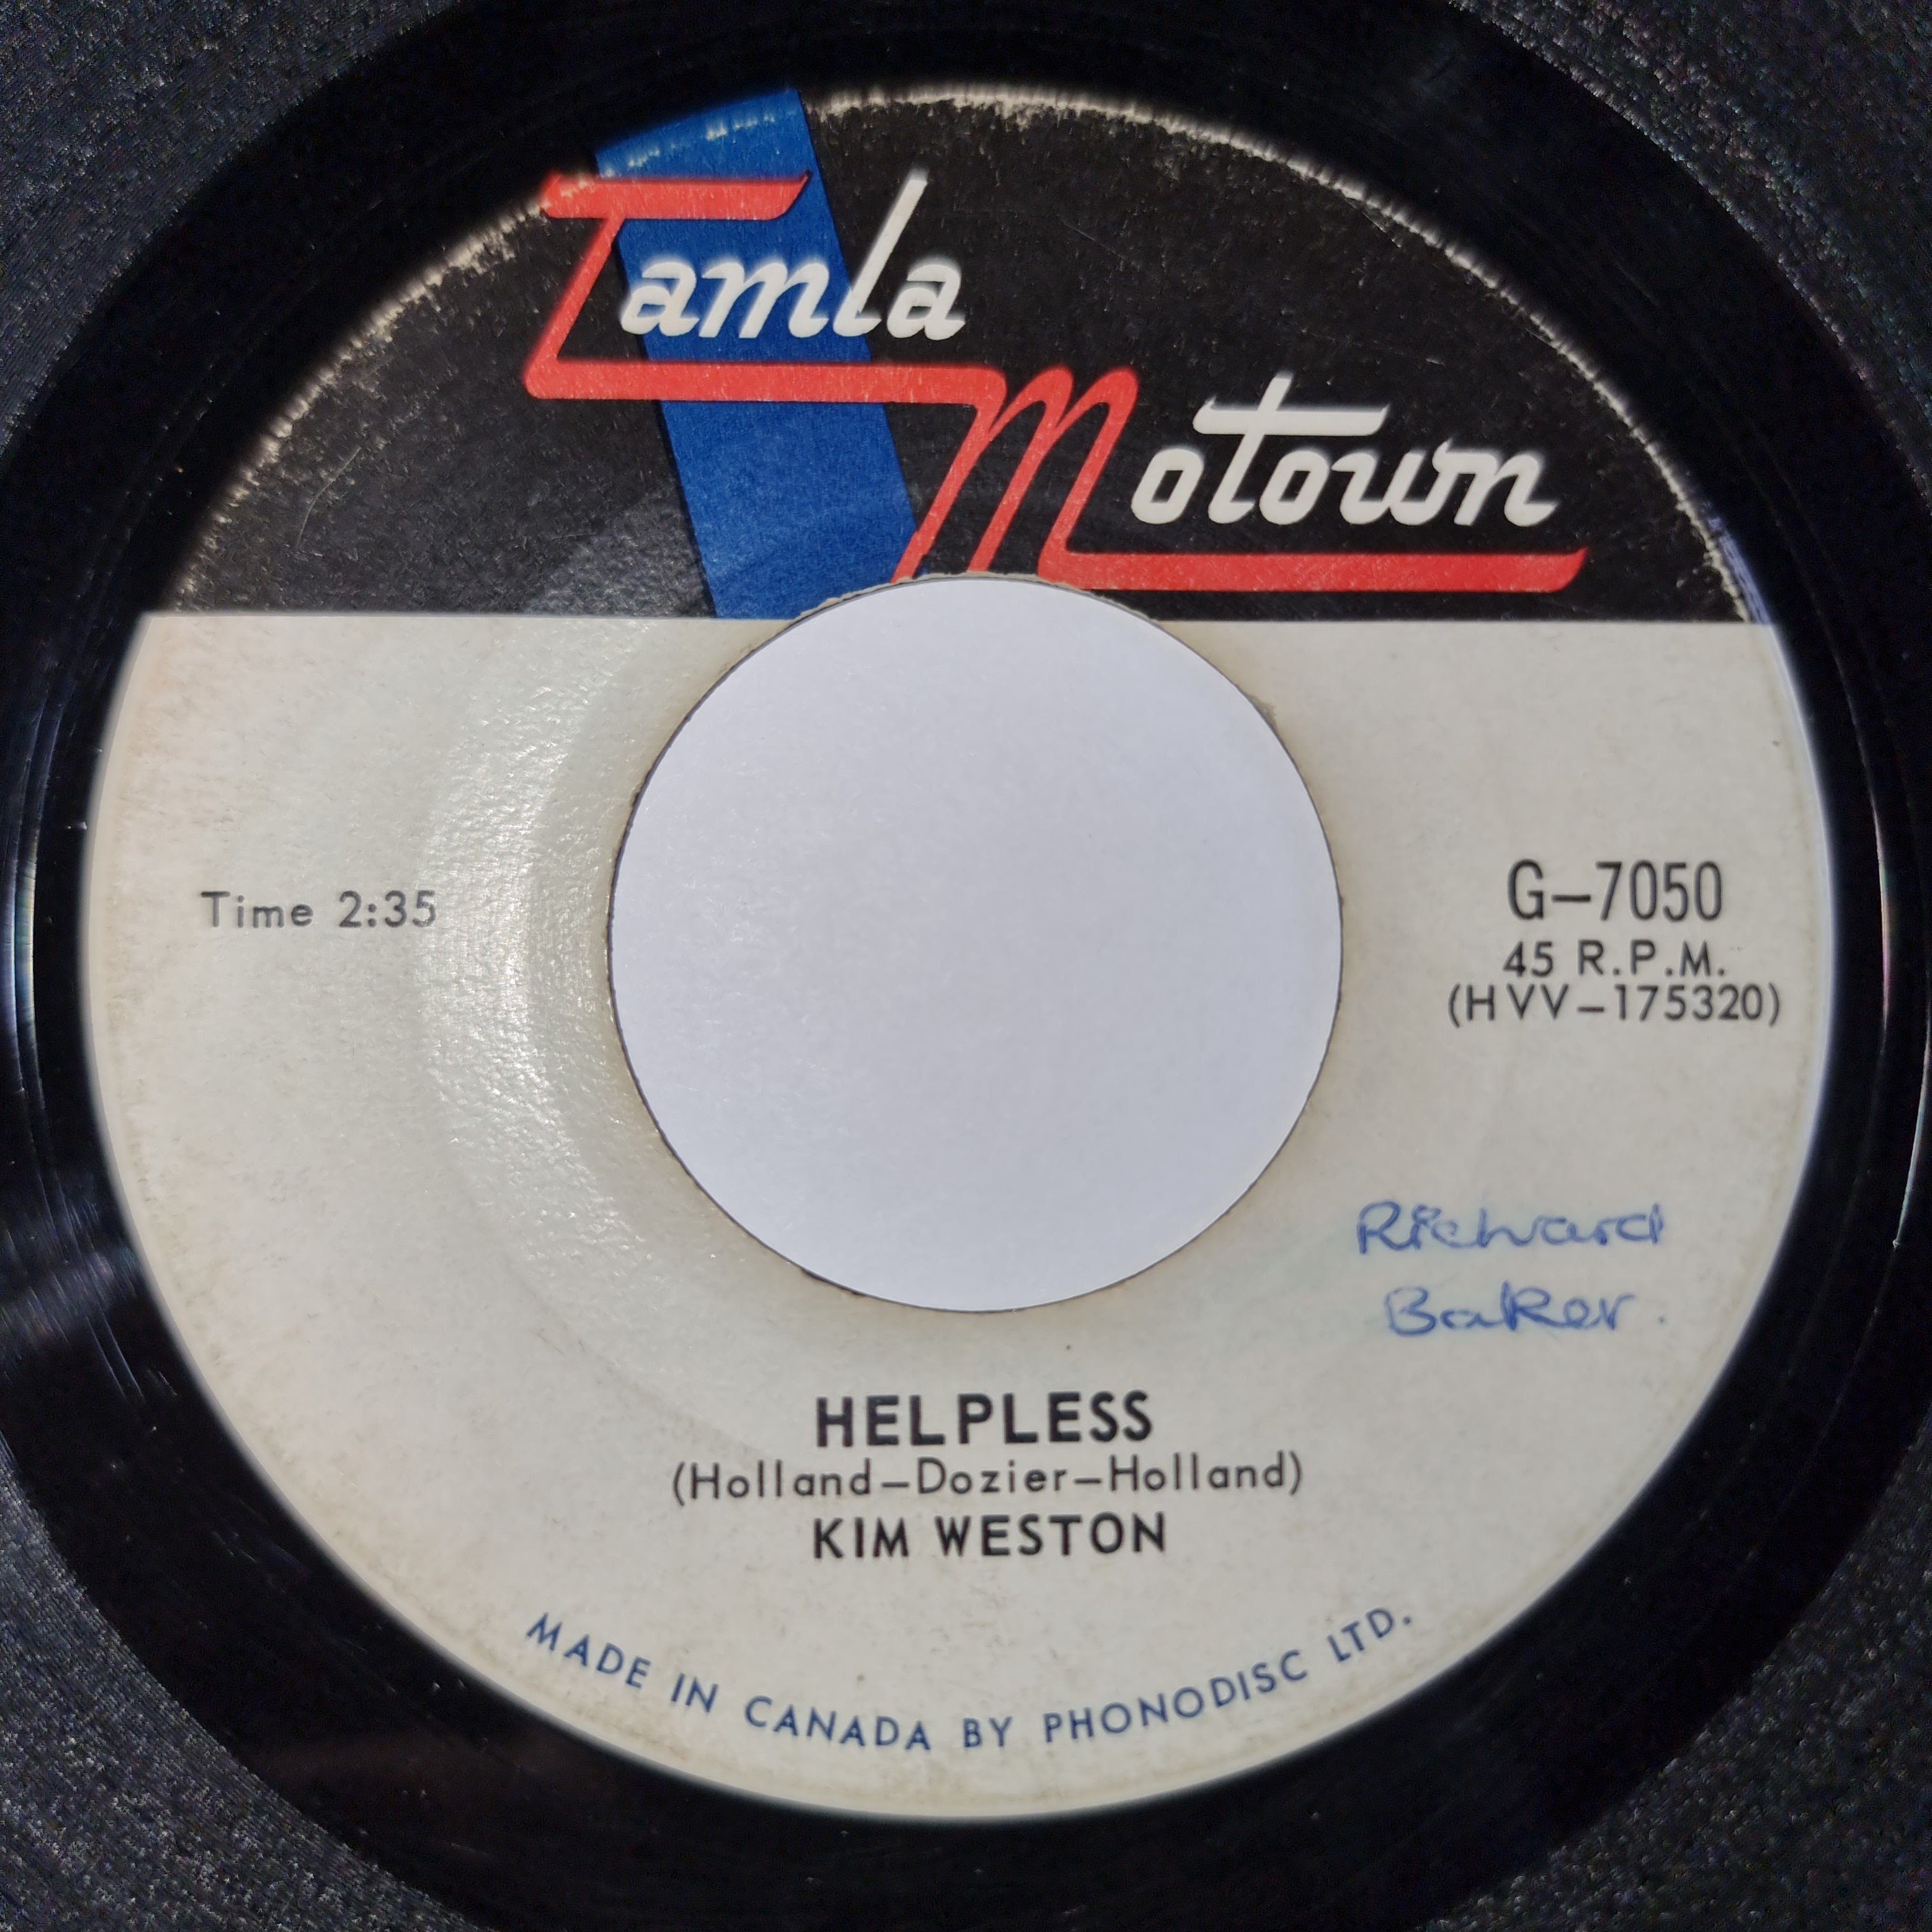 Tamla
Motown
Time 2:35
G–7050
45 R.P.M.
(HVV–175320)
Richard
Baker.
HELPLESS
(Holland–Dozier–Holland)
KIM WESTON
MADE IN CANADA BY PHONODISC LTD.